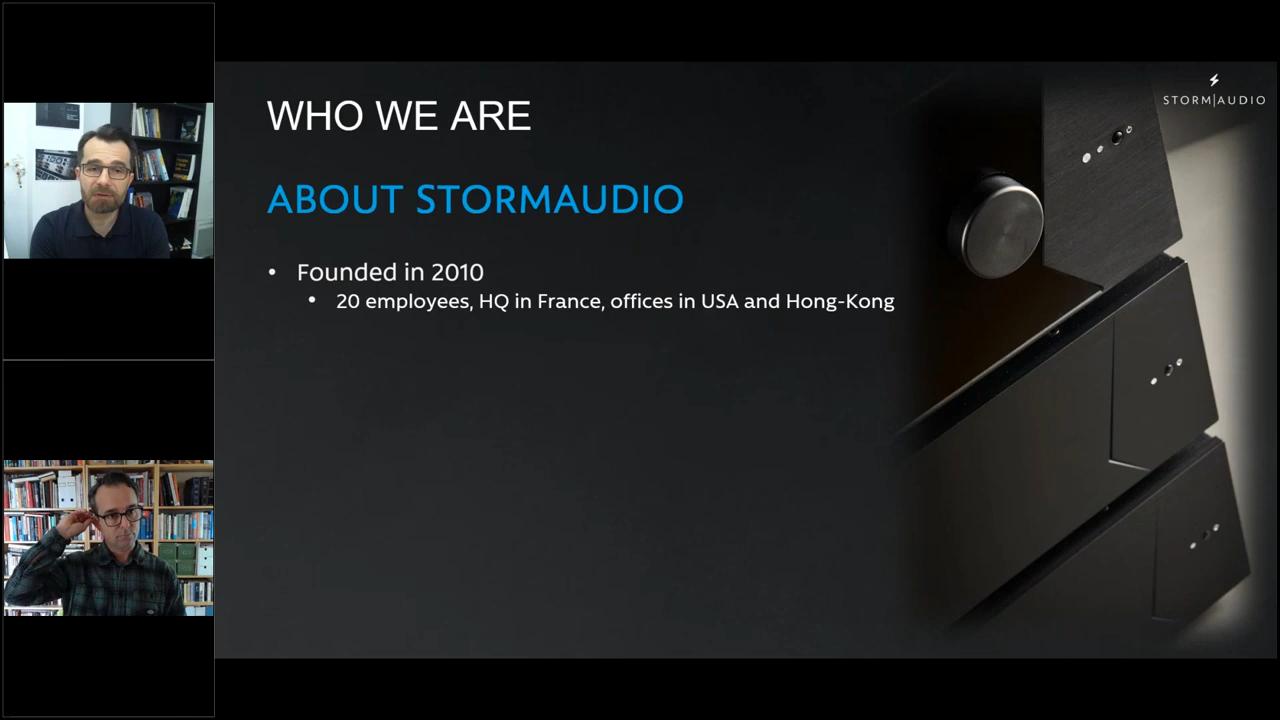 WHO WE ARE
STORM|AUDIO
ABOUT STORMAUDIO
• Founded in 2010
• 20 employees, HQ in France, offices in USA and Hong-Kong